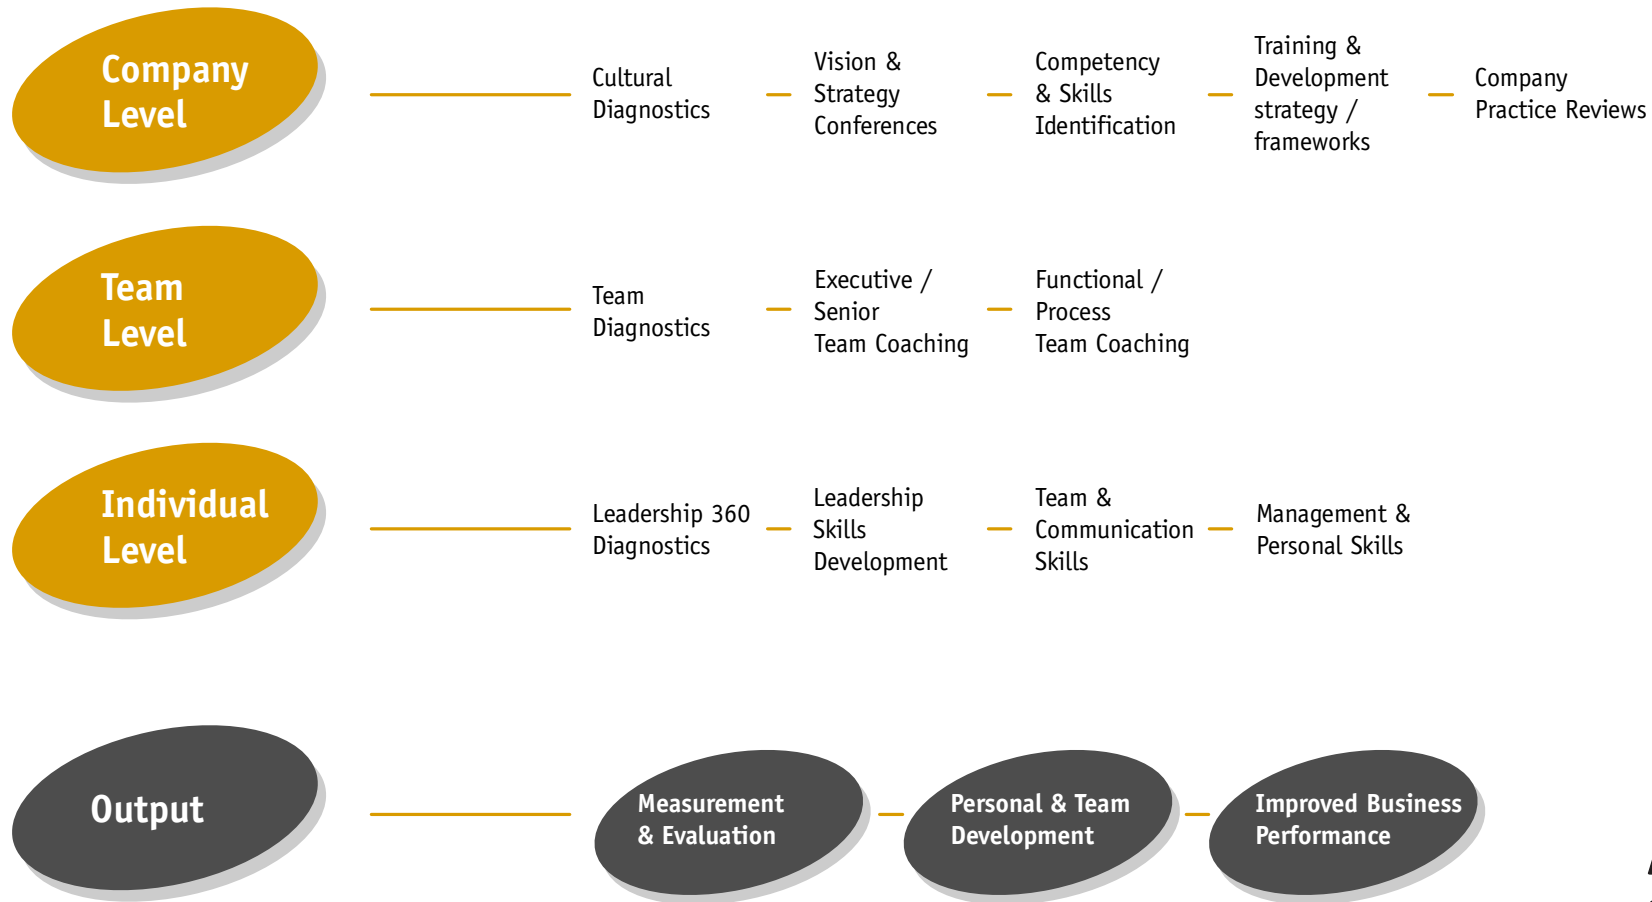 Company
Level
Cultural
Diagnostics
Vision &
Strategy
Conferences
Competency
& Skills
Identification
Training &
Development
strategy /
frameworks
Company
Practice Reviews
Team
Level
Team
Diagnostics
Executive /
Senior
Team Coaching
Functional /
Process
Team Coaching
Individual
Level
Leadership 360
Diagnostics
Leadership
Skills
Development
Team &
Communication
Skills
Management &
Personal Skills
Output
Measurement
& Evaluation
Personal & Team
Development
Improved Business
Performance